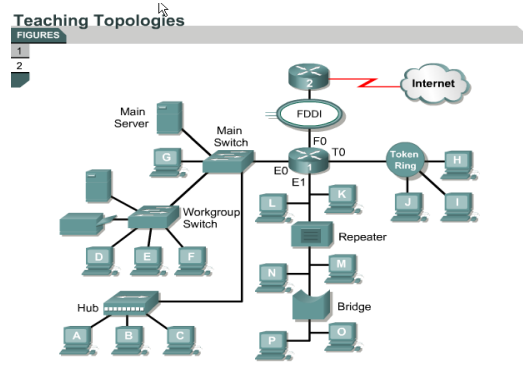 Teaching Topologies
FIGURES
1
2
2
Internet
FDDI
Main
Server
Main
Switch
F0
T0
E0
E1
1
Token
Ring
G
H
J
I
K
L
Workgroup
Switch
D
E
F
Repeater
M
N
Hub
Bridge
A
B
C
P
O